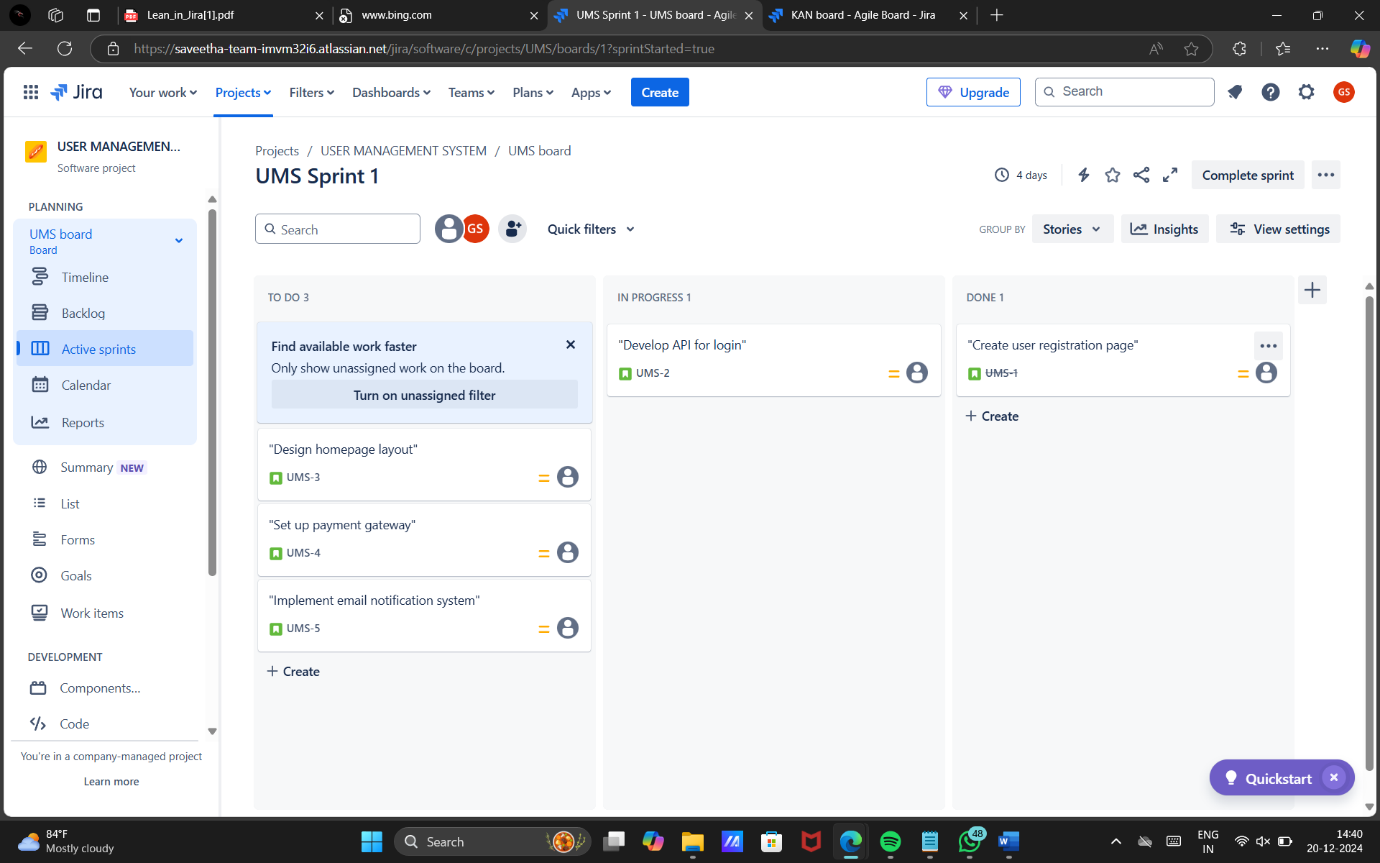 Lean_in_Jira[1].pdf
www.bing.com
UMS Sprint 1 - UMS board - Agile
KAN board - Agile Board - Jira
https://saveetha-team-imvm32i6.atlassian.net/jira/software/c/projects/UMS/boards/1?sprintStarted=true
Jira
Your work
Projects
Filters
Dashboards
Teams
Plans
Apps
Create
Upgrade
Search
GS
USER MANAGEMEN...
Software project
PLANNING
UMS board
Board
Timeline
Backlog
Active sprints
Calendar
Reports
Summary NEW
List
Forms
Goals
Work items
DEVELOPMENT
Components...
Code
You're in a company-managed project
Learn more
Projects / USER MANAGEMENT SYSTEM / UMS board
UMS Sprint 1
4 days
Complete sprint
Search
GS
Quick filters
GROUP BY
Stories
Insights
View settings
TO DO 3
Find available work faster
Only show unassigned work on the board.
Turn on unassigned filter
"Design homepage layout"
UMS-3
"Set up payment gateway"
UMS-4
"Implement email notification system"
UMS-5
+ Create
IN PROGRESS 1
"Develop API for login"
UMS-2
DONE 1
"Create user registration page"
UMS-1
+ Create
Quickstart
84°F
Mostly cloudy
Search
48
ENG
IN
14:40
20-12-2024